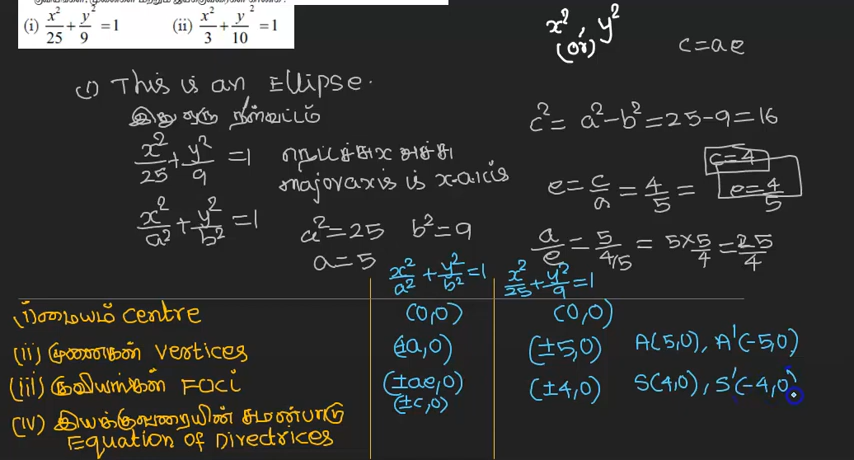 (i) x²/25 + y²/9 = 1 (ii) x²/3 + y²/10 = 1
x², y²
(or)
c = ae
(i) This is an Ellipse.
இது ஒரு நீள்வட்டம்
x²/25 + y²/9 = 1
நெட்டச்சு x அச்சு
major axis is x-axis
x²/a² + y²/b² = 1
a² = 25 b² = 9
a = 5
c² = a² - b² = 25 - 9 = 16
c = 4
e = c/a = 4/5 = e = 4/5
a/e = 5/4/5 = 5×5/4 = 25/4
x²/a² + y²/b² = 1 x²/25 + y²/9 = 1
(i) மையம் Centre (0,0) (0,0)
(ii) முனைகள் Vertices (±a,0) (±5,0) A(5,0), A'(-5,0)
(iii) குவியங்கள் Foci (±ae,0) (±4,0) S(4,0), S'(-4,0)
(±c,0)
(iv) இயக்குவரையின் சமன்பாடு
Equation of Directrices